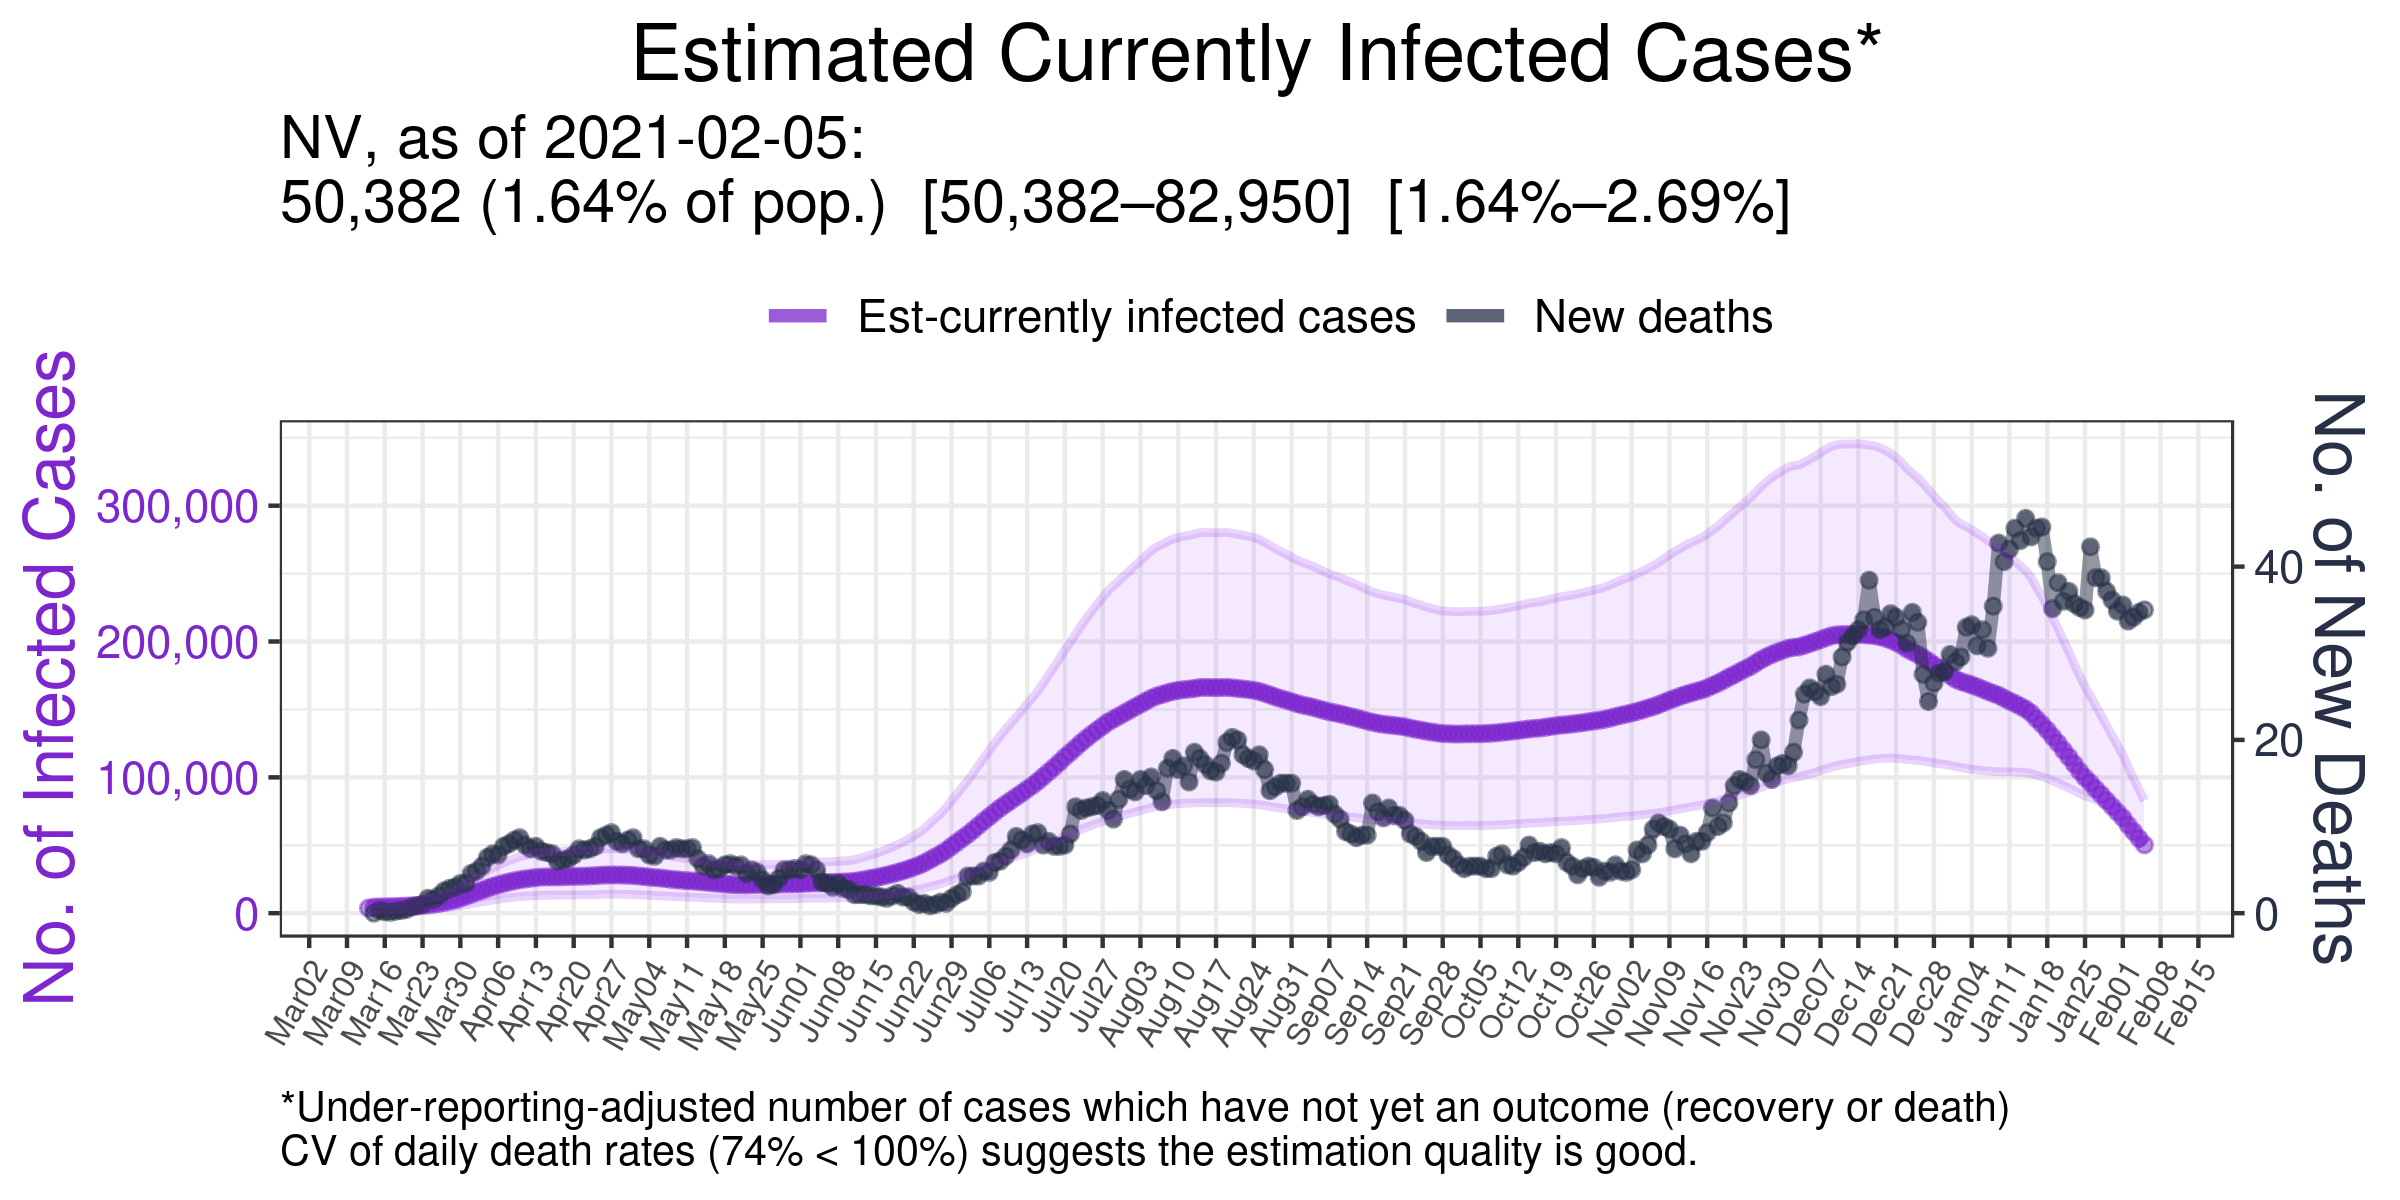 Estimated Currently Infected Cases*
NV, as of 2021-02-05:
50,382 (1.64% of pop.)  [50,382–82,950]  [1.64%–2.69%]
Est-currently infected cases
New deaths
No. of Infected Cases
300,000
200,000
100,000
0
No. of New Deaths
40
20
0
Mar02
Mar09
Mar16
Mar23
Mar30
Apr06
Apr13
Apr20
Apr27
May04
May11
May18
May25
Jun01
Jun08
Jun15
Jun22
Jun29
Jul06
Jul13
Jul20
Jul27
Aug03
Aug10
Aug17
Aug24
Aug31
Sep07
Sep14
Sep21
Sep28
Oct05
Oct12
Oct19
Oct26
Nov02
Nov09
Nov16
Nov23
Nov30
Dec07
Dec14
Dec21
Dec28
Jan04
Jan11
Jan18
Jan25
Feb01
Feb08
Feb15
*Under-reporting-adjusted number of cases which have not yet an outcome (recovery or death)
CV of daily death rates (74% < 100%) suggests the estimation quality is good.